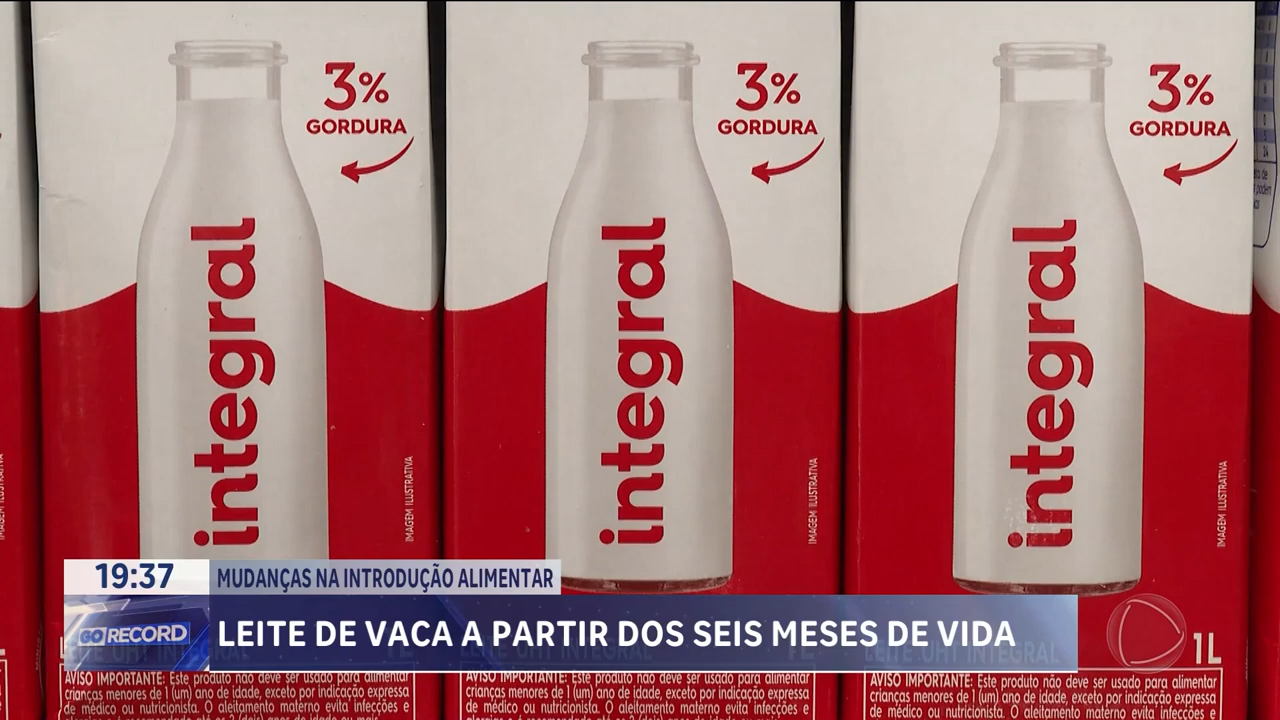 3%
GORDURA
integral
IMAGEM ILUSTRATIVA
3%
GORDURA
integral
IMAGEM ILUSTRATIVA
3%
GORDURA
integral
IMAGEM ILUSTRATIVA
19:37
MUDANÇAS NA INTRODUÇÃO ALIMENTAR
GO RECORD
LEITE DE VACA A PARTIR DOS SEIS MESES DE VIDA
LEITE UHT INTEGRAL
1L
AVISO IMPORTANTE: Este produto não deve ser usado para alimentar
crianças menores de 1 (um) ano de idade, exceto por indicação expressa
de médico ou nutricionista. O aleitamento materno evita infecções e
AVISO IMPORTANTE: Este produto não deve ser usado para alimentar
crianças menores de 1 (um) ano de idade, exceto por indicação expressa
de médico ou nutricionista. O aleitamento materno evita infecções e
AVISO IMPORTANTE: Este produto não deve ser usado para alimentar
crianças menores de 1 (um) ano de idade, exceto por indicação expressa
de médico ou nutricionista. O aleitamento materno evita infecções e